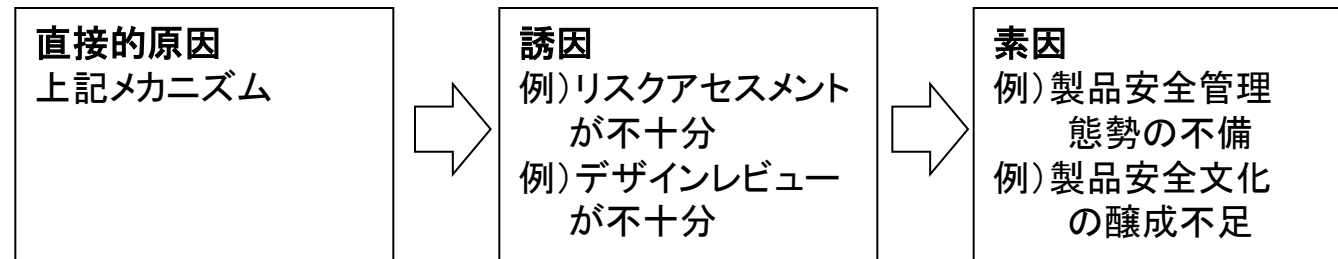 直接的原因
上記メカニズム
誘因
例）リスクアセスメント
が不十分
例）デザインレビュー
が不十分
素因
例）製品安全管理
態勢の不備
例）製品安全文化
の醸成不足